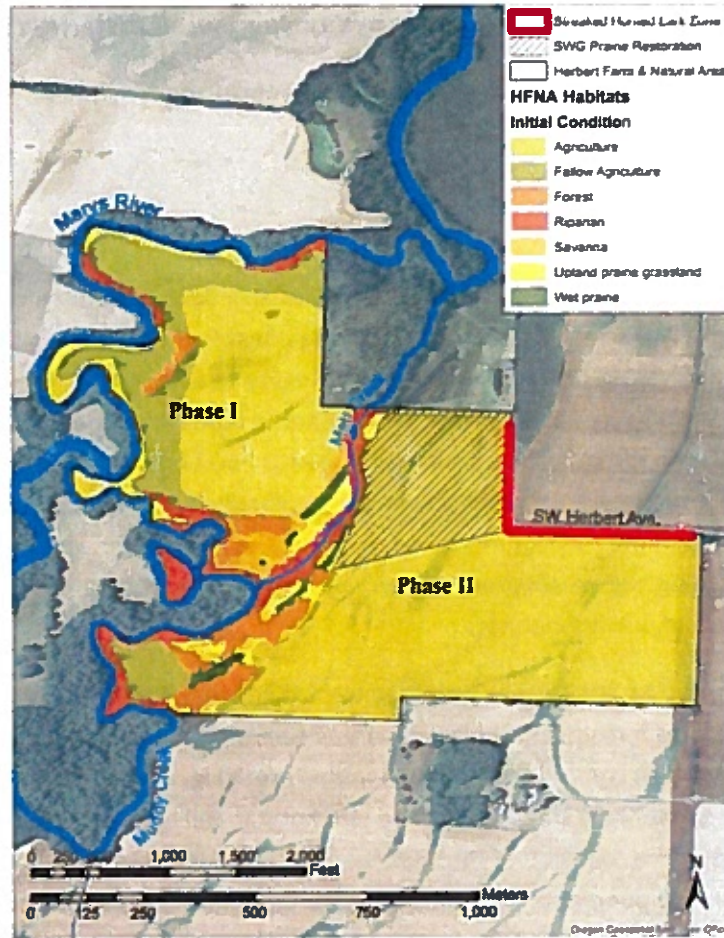 Streaked Horned Lark Zone
SWG Prairie Restoration
Herbert Farm & Natural Area
HFNA Habitats
Initial Condition
Agriculture
Fallow Agriculture
Forest
Riparian
Savanna
Upland prairie grassland
Wet prairie
Marys River
Phase I
SW Herbert Ave.
Phase II
Muddy Creek
0 250 1,000 1,500 2,000
Feet
Meters
0 125 250 500 750 1,000
N